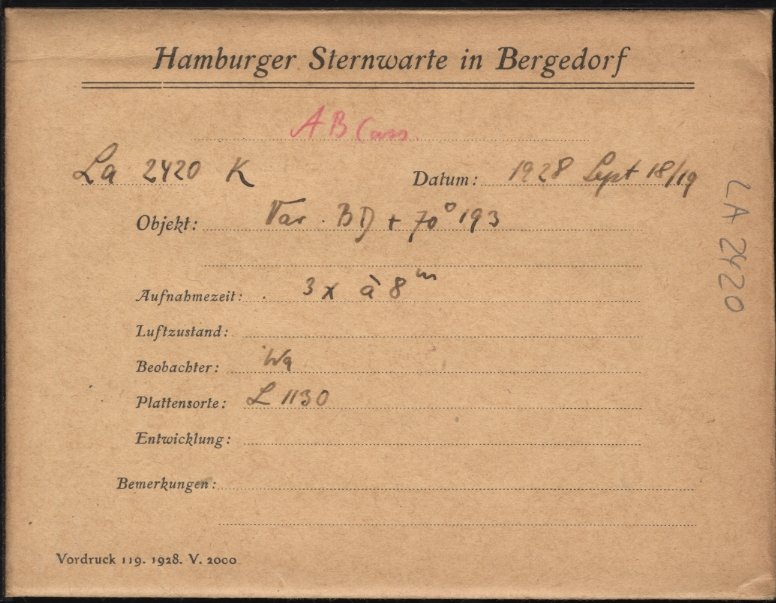 Hamburger Sternwarte in Bergedorf
AB Cass
La 2420 K Datum: 1928 Sept 18/19
Objekt: Var. BD + 70° 193
Aufnahmezeit: 3 x à 8 m
Luftzustand:
Beobachter: Wa
Plattensorte: L 1130
Entwicklung:
Bemerkungen:
Vordruck 119. 1928. V. 2000
LA 2420